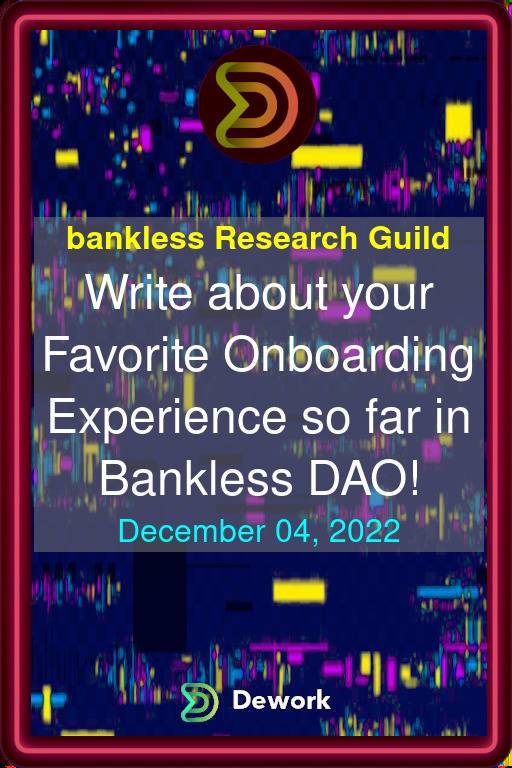 bankless Research Guild
Write about your
Favorite Onboarding
Experience so far in
Bankless DAO!
December 04, 2022
Dework